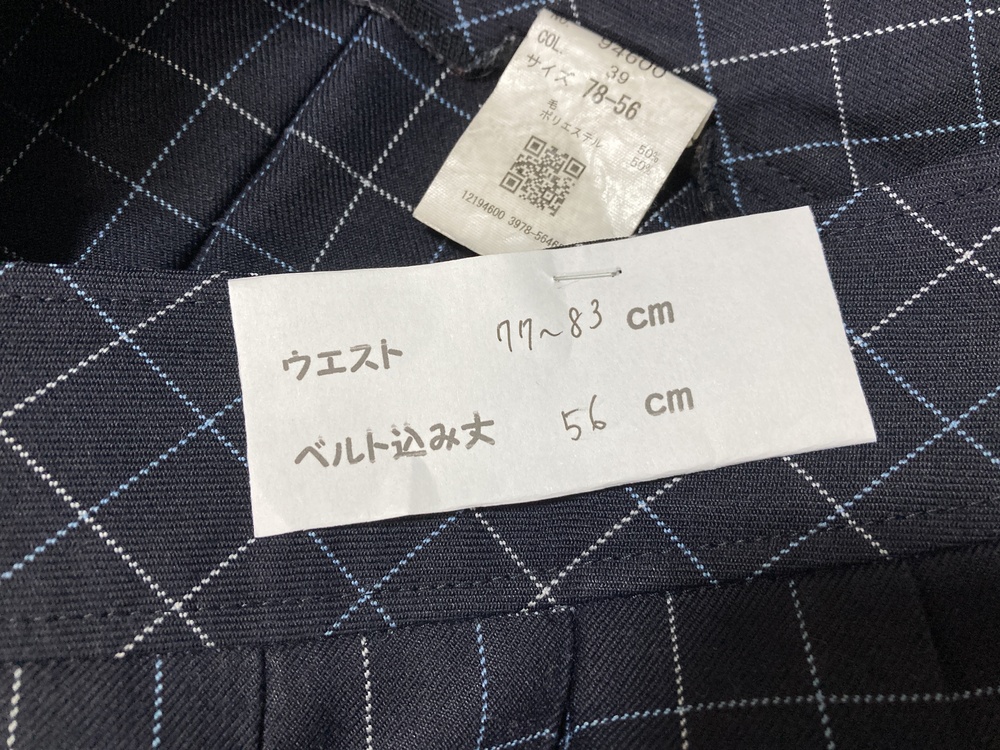 94600
COL. 39
サイズ 78-56
毛 50%
ポリエステル 50%
12194600 3978-5646
ウエスト 77~83 cm
ベルト込み丈 56 cm